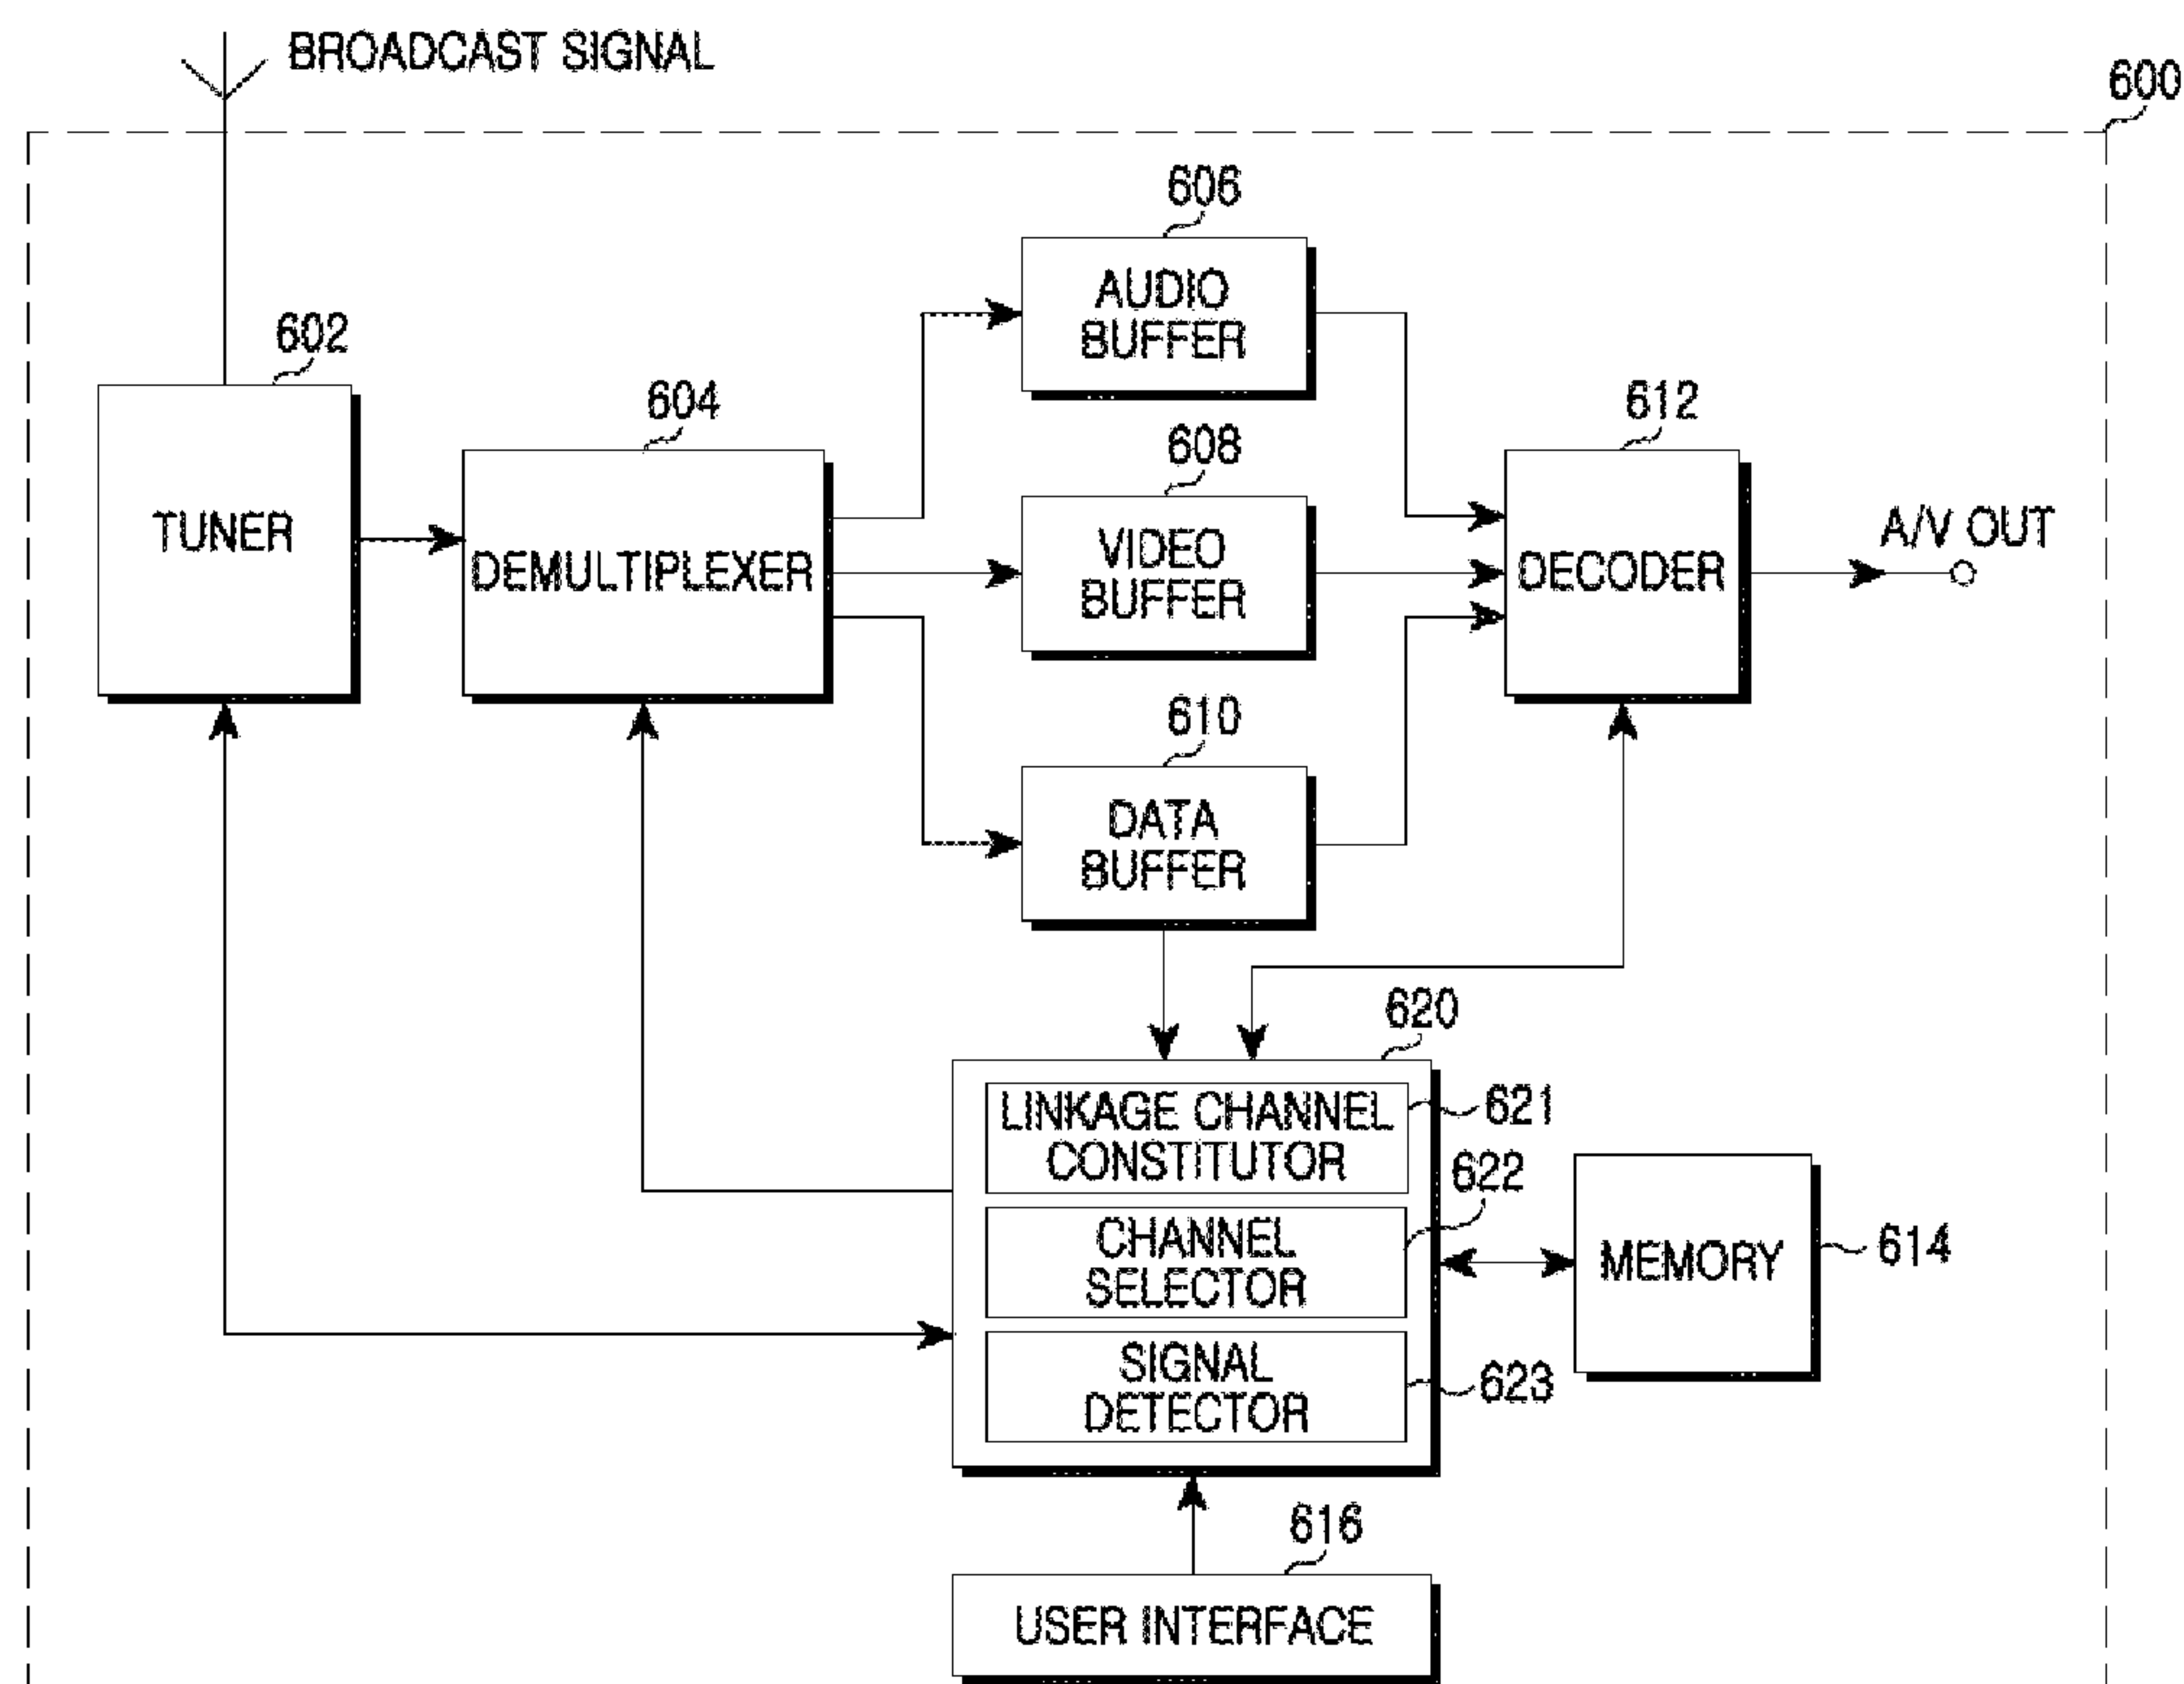 BROADCAST SIGNAL
600
606
AUDIO
BUFFER
602
604
612
TUNER
DEMULTIPLEXER
608
VIDEO
BUFFER
DECODER
A/V OUT
610
DATA
BUFFER
620
LINKAGE CHANNEL
CONSTITUTOR
621
622
CHANNEL
SELECTOR
MEMORY
614
SIGNAL
DETECTOR
623
616
USER INTERFACE